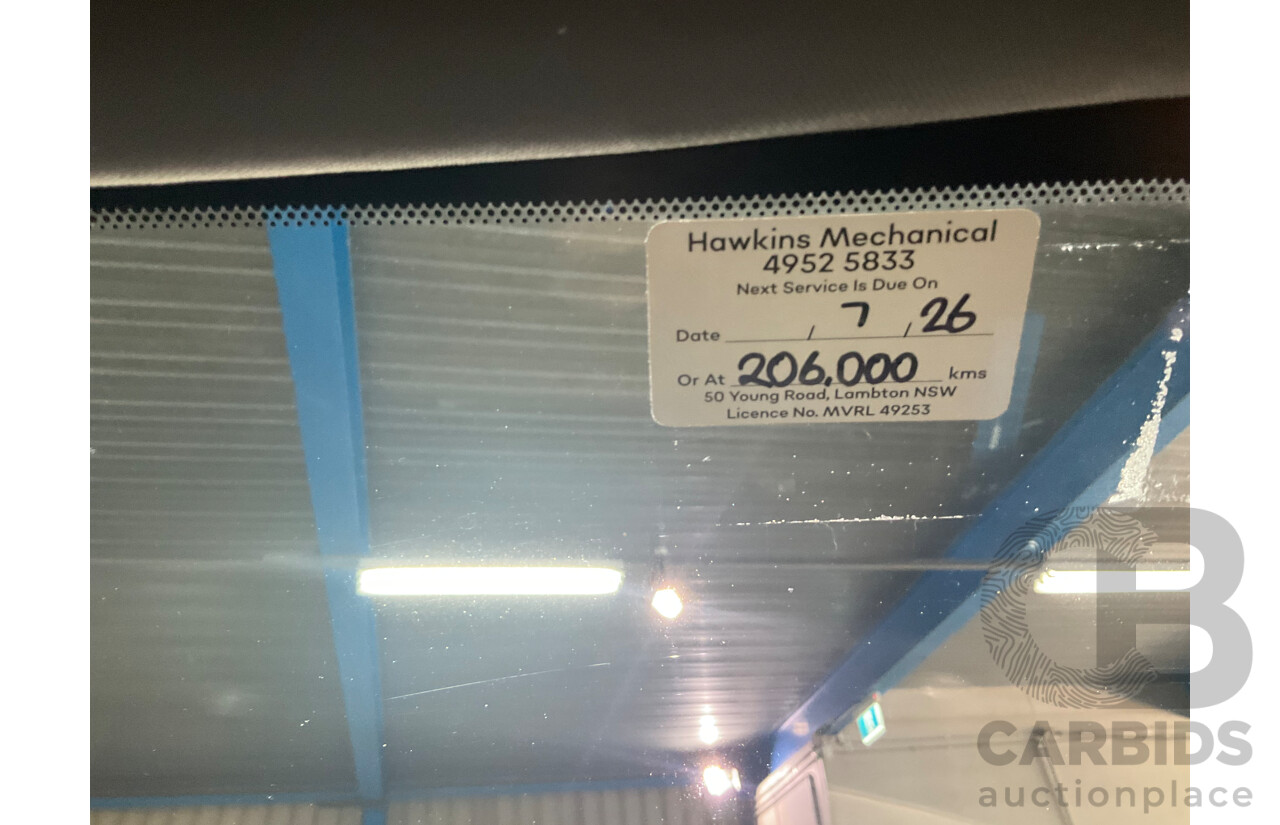 Hawkins Mechanical
4952 5833
Next Service Is Due On
Date / 7 / 26
Or At 206,000 kms
50 Young Road, Lambton NSW
Licence No. MVRL 49253
CB
CARBIDS
auctionplace